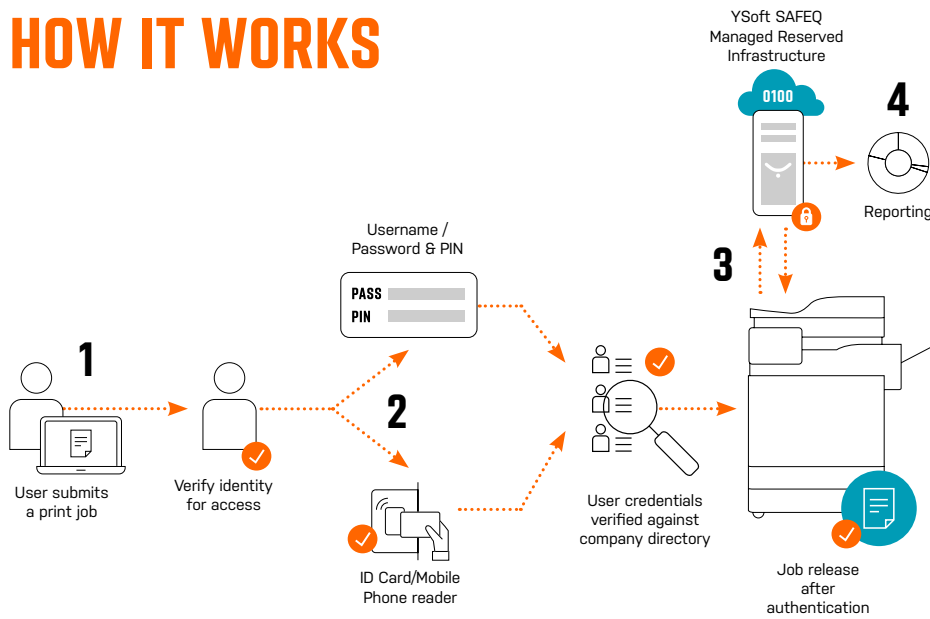 HOW IT WORKS
YSoft SAFEQ
Managed Reserved
Infrastructure
0100
4
Reporting
Username /
Password & PIN
PASS
PIN
3
1
2
User submits
a print job
Verify identity
for access
ID Card/Mobile
Phone reader
User credentials
verified against
company directory
Job release
after
authentication